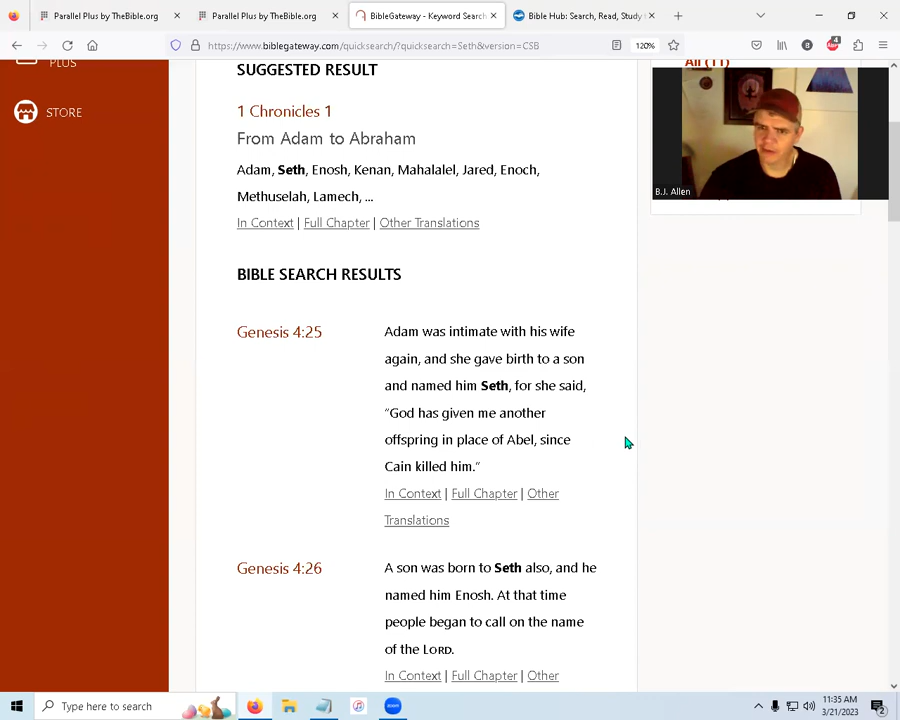 Parallel Plus by TheBible.org
Parallel Plus by TheBible.org
BibleGateway - Keyword Search:
Bible Hub: Search, Read, Study t
https://www.biblegateway.com/quicksearch/?quicksearch=Seth&version=CSB
120%
PLUS
STORE
SUGGESTED RESULT
1 Chronicles 1
From Adam to Abraham
Adam, Seth, Enosh, Kenan, Mahalalel, Jared, Enoch,
Methuselah, Lamech, ...
In Context | Full Chapter | Other Translations
BIBLE SEARCH RESULTS
Genesis 4:25
Adam was intimate with his wife
again, and she gave birth to a son
and named him Seth, for she said,
“God has given me another
offspring in place of Abel, since
Cain killed him.”
In Context | Full Chapter | Other
Translations
Genesis 4:26
A son was born to Seth also, and he
named him Enosh. At that time
people began to call on the name
of the LORD.
In Context | Full Chapter | Other
All (11)
B.J. Allen
Type here to search
zoom
11:35 AM
3/21/2023
2